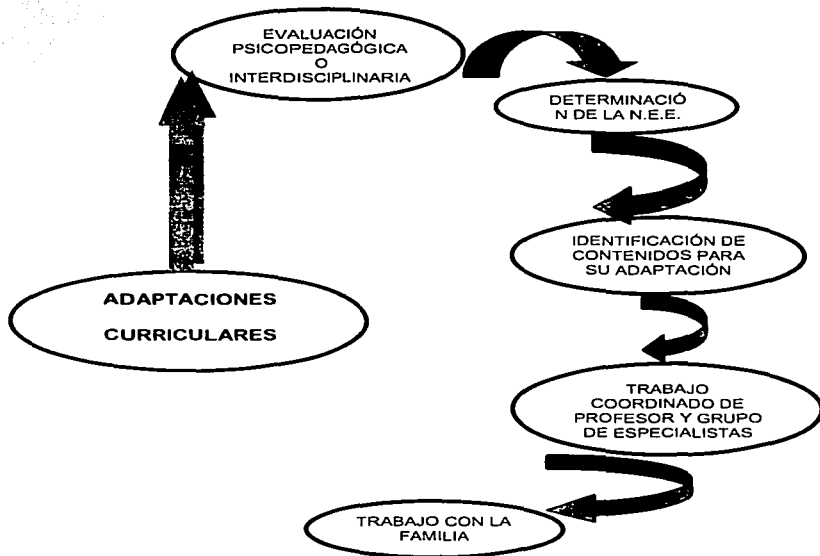 EVALUACIÓN
PSICOPEDAGÓGICA
O
INTERDISCIPLINARIA
DETERMINACIÓ
N DE LA N.E.E.
IDENTIFICACIÓN DE
CONTENIDOS PARA
SU ADAPTACIÓN
ADAPTACIONES
CURRICULARES
TRABAJO
COORDINADO DE
PROFESOR Y GRUPO
DE ESPECIALISTAS
TRABAJO CON LA
FAMILIA